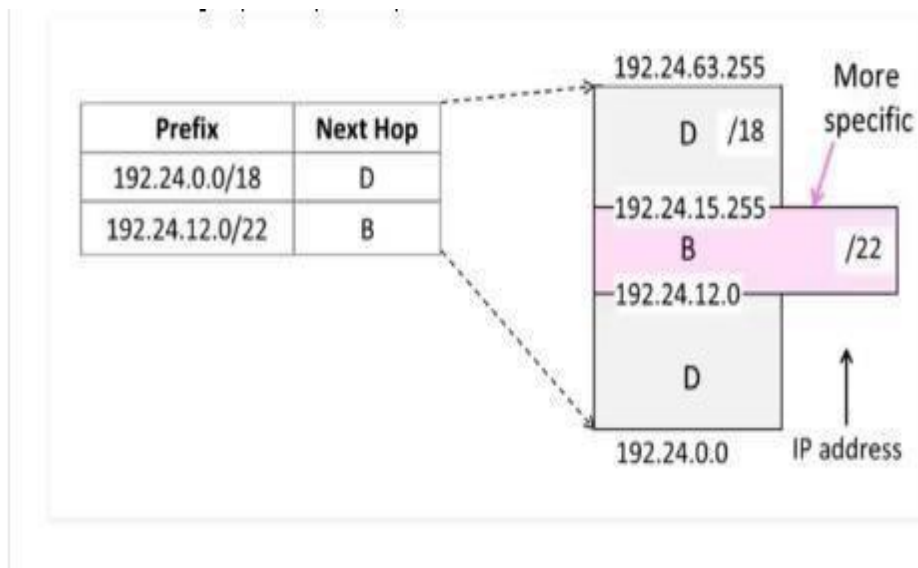 Prefix Next Hop
192.24.0.0/18 D
192.24.12.0/22 B
192.24.63.255
More
specific
D /18
192.24.15.255
B /22
192.24.12.0
D
192.24.0.0
IP address